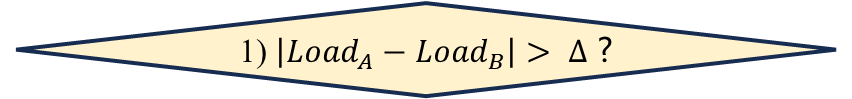 1) |Load_A − Load_B| > Δ ?